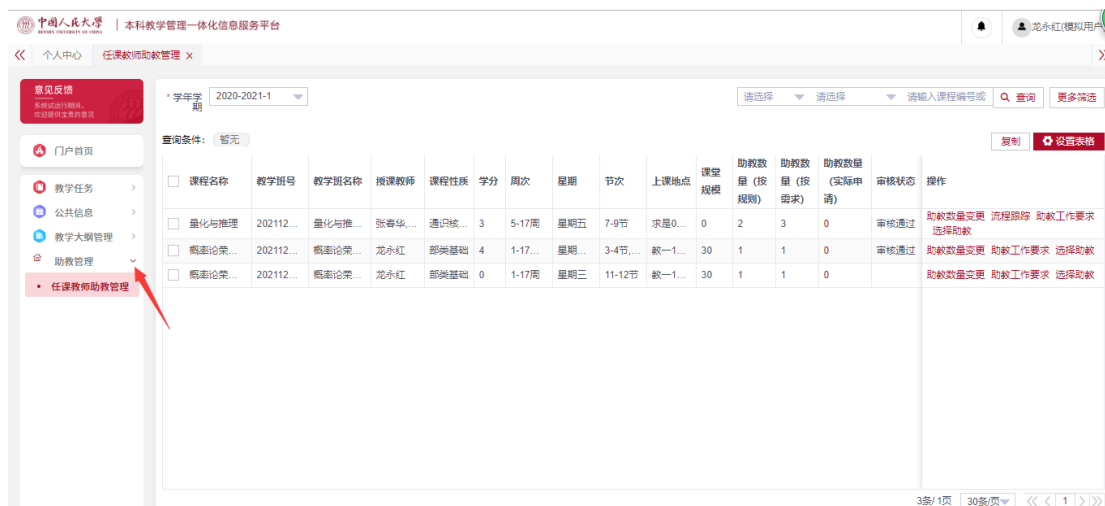 中国人民大学 | 本科教学管理一体化信息服务平台
RENMIN UNIVERSITY OF CHINA
龙永红(模拟用户
个人中心 任课教师助教管理 ×
意见反馈
系统试运行期间,
欢迎提供宝贵的意见
* 学年学期 2020-2021-1 请选择 请选择 请输入课程编号或 查询 更多筛选
查询条件: 暂无 复制 设置表格
门户首页
教学任务
公共信息
教学大纲管理
助教管理
• 任课教师助教管理
课程名称 教学班号 教学班名称 授课教师 课程性质 学分 周次 星期 节次 上课地点 课堂规模 助教数量(按规则) 助教数量(按需求) 助教数量(实际申请) 审核状态 操作
量化与推理 202112... 量化与推... 张春华,... 通识核... 3 5-17周 星期五 7-9节 求是0... 0 2 3 0 审核通过 助教数量变更 流程跟踪 助教工作要求
选择助教
概率论荣... 202112... 概率论荣... 龙永红 部类基础 4 1-17... 星期... 3-4节,... 教一1... 30 1 1 0 审核通过 助教数量变更 助教工作要求 选择助教
概率论荣... 202112... 概率论荣... 龙永红 部类基础 0 1-17周 星期三 11-12节 教一1... 30 1 1 0 助教数量变更 助教工作要求 选择助教
3条/1页 30条/页 1